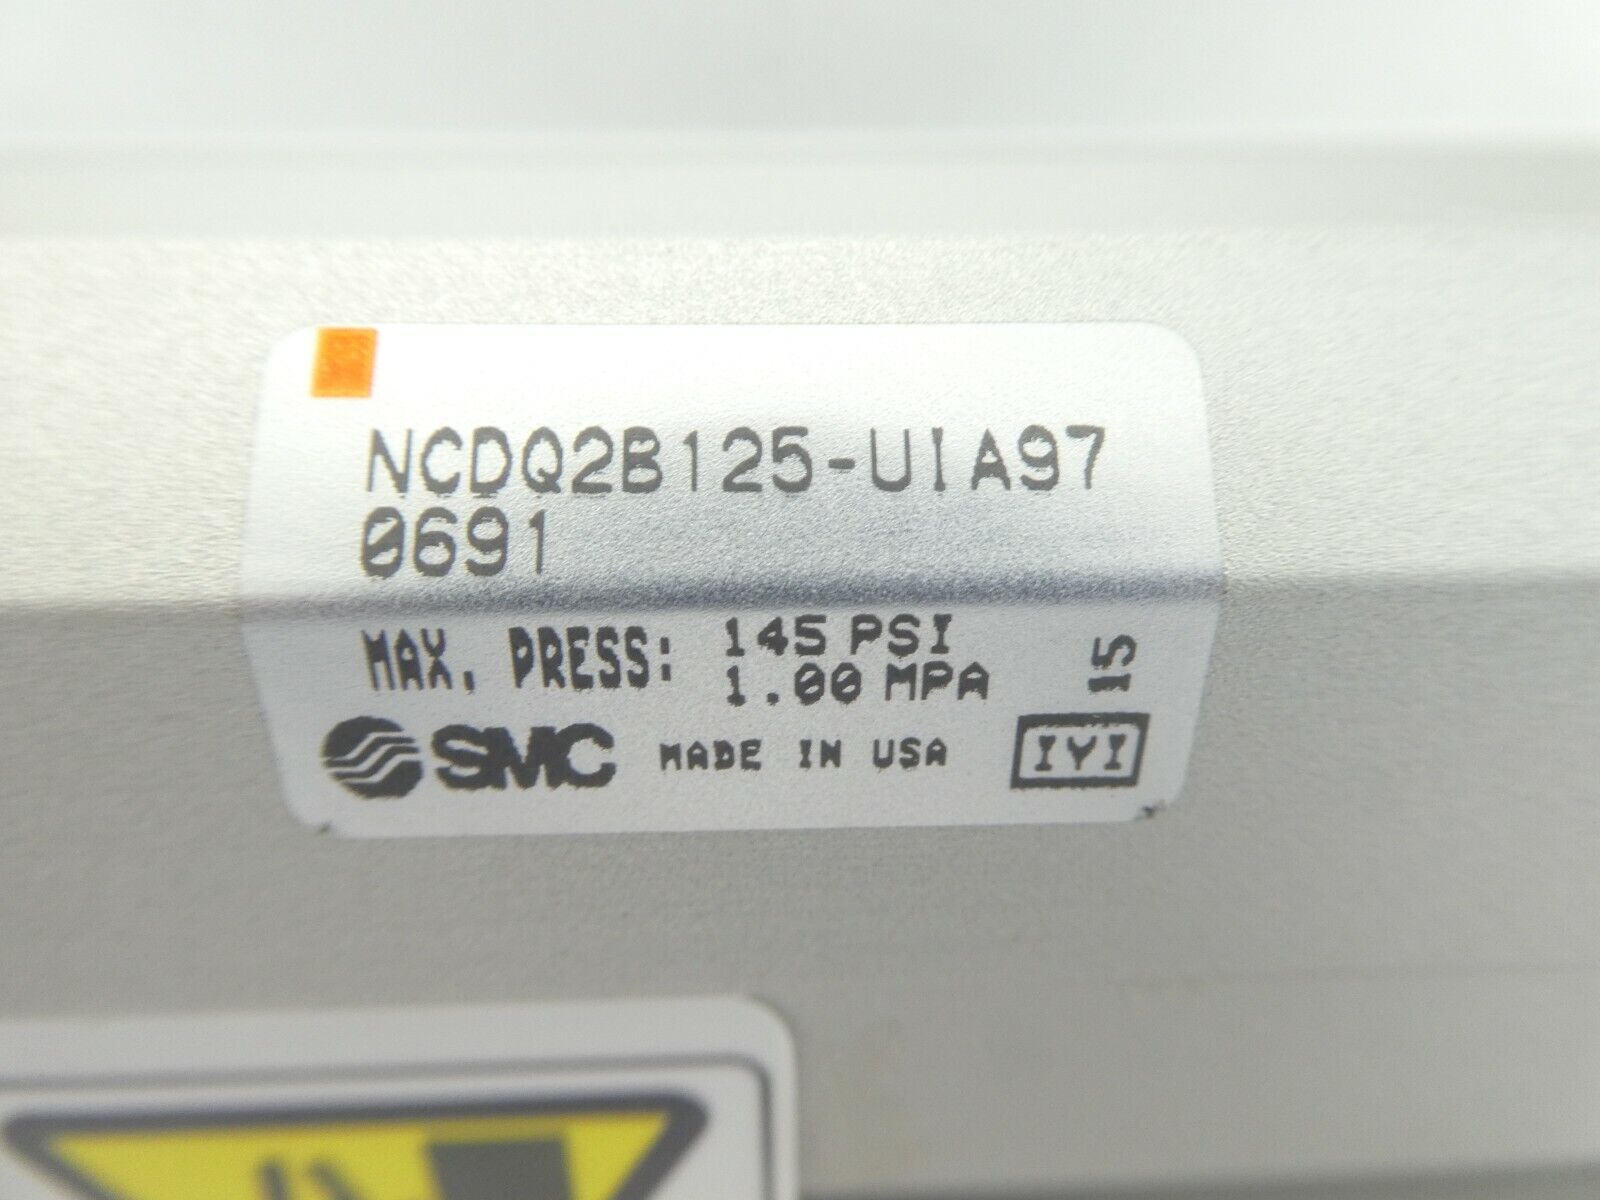 NCDQ2B125-UIA97
0691
MAX. PRESS: 145 PSI
1.00 MPA
15
SMC MADE IN USA IYI